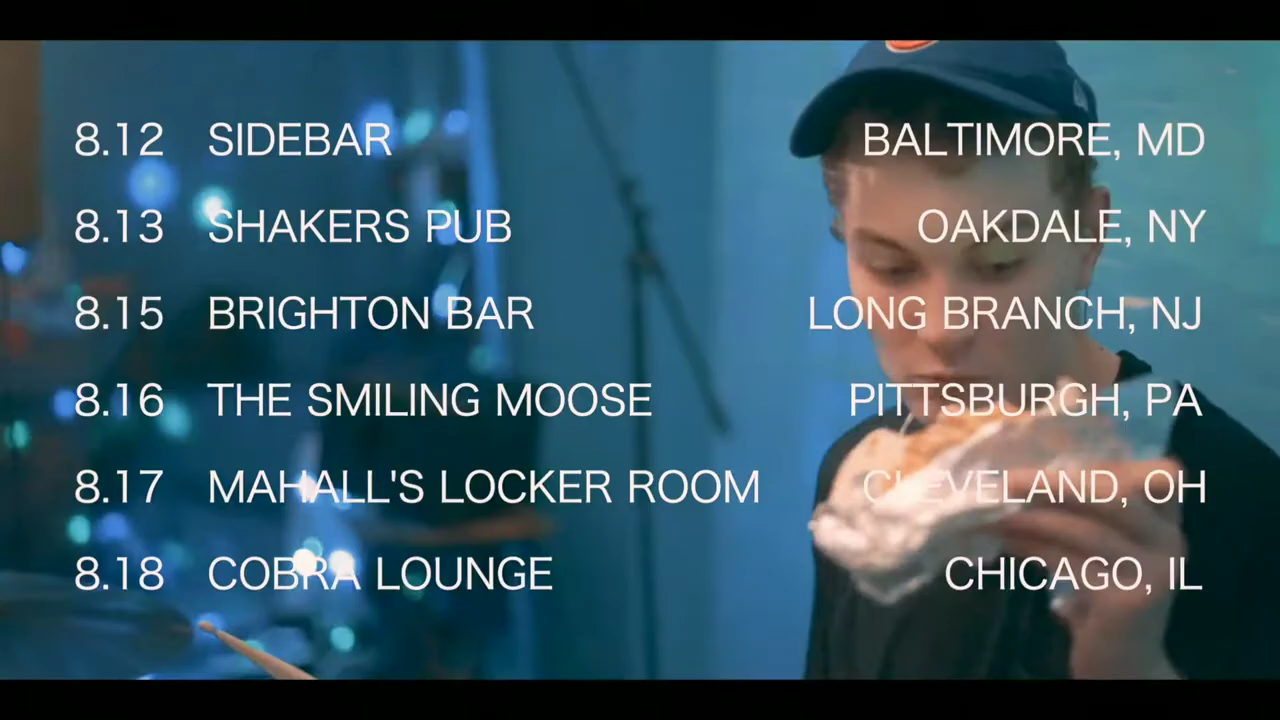 8.12 SIDEBAR BALTIMORE, MD
8.13 SHAKERS PUB OAKDALE, NY
8.15 BRIGHTON BAR LONG BRANCH, NJ
8.16 THE SMILING MOOSE PITTSBURGH, PA
8.17 MAHALL'S LOCKER ROOM CLEVELAND, OH
8.18 COBRA LOUNGE CHICAGO, IL